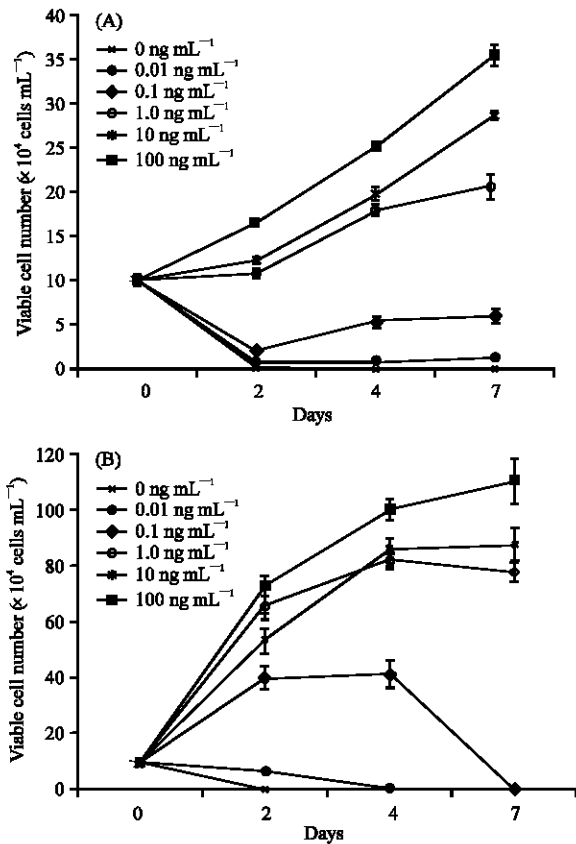 (A)
0 ng mL⁻¹
0.01 ng mL⁻¹
0.1 ng mL⁻¹
1.0 ng mL⁻¹
10 ng mL⁻¹
100 ng mL⁻¹
Viable cell number (×10⁴ cells mL⁻¹)
40
35
30
25
20
15
10
5
0
0 2 4 7
Days
(B)
0 ng mL⁻¹
0.01 ng mL⁻¹
0.1 ng mL⁻¹
1.0 ng mL⁻¹
10 ng mL⁻¹
100 ng mL⁻¹
Viable cell number (×10⁴ cells mL⁻¹)
120
100
80
60
40
20
0
0 2 4 7
Days